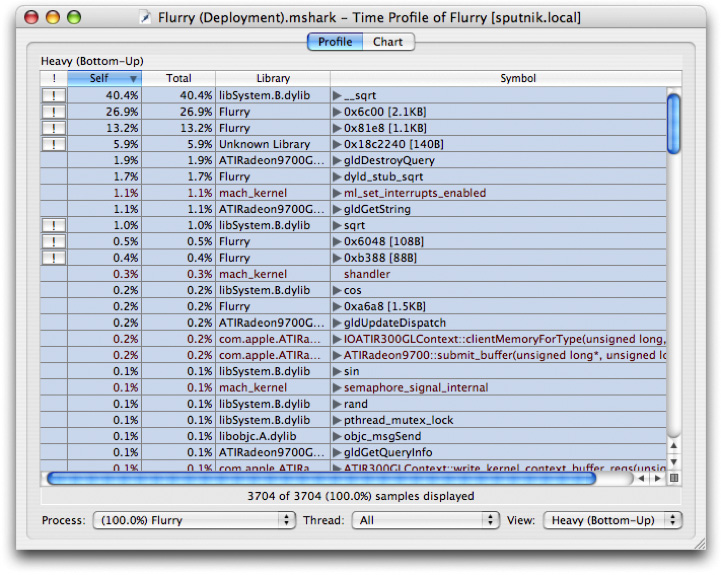 Flurry (Deployment).mshark – Time Profile of Flurry [sputnik.local]
Profile Chart
Heavy (Bottom-Up)
! Self Total Library Symbol
! 40.4% 40.4% libSystem.B.dylib __sqrt
! 26.9% 26.9% Flurry 0x6c00 [2.1KB]
! 13.2% 13.2% Flurry 0x81e8 [1.1KB]
! 5.9% 5.9% Unknown Library 0x18c2240 [140B]
1.9% 1.9% ATIRadeon9700G... gldDestroyQuery
1.7% 1.7% Flurry dyld_stub_sqrt
1.1% 1.1% mach_kernel ml_set_interrupts_enabled
1.1% 1.1% ATIRadeon9700G... gldGetString
! 1.0% 1.0% libSystem.B.dylib sqrt
! 0.5% 0.5% Flurry 0x6048 [108B]
! 0.4% 0.4% Flurry 0xb388 [88B]
0.3% 0.3% mach_kernel shandler
0.2% 0.2% libSystem.B.dylib cos
0.2% 0.2% Flurry 0xa6a8 [1.5KB]
0.2% 0.2% ATIRadeon9700G... gldUpdateDispatch
0.2% 0.2% com.apple.ATIRa... IOATIR300GLContext::clientMemoryForType(unsigned long,
0.2% 0.2% com.apple.ATIRa... ATIRadeon9700::submit_buffer(unsigned long*, unsigned lo
0.1% 0.1% libSystem.B.dylib sin
0.1% 0.1% mach_kernel semaphore_signal_internal
0.1% 0.1% libSystem.B.dylib rand
0.1% 0.1% libSystem.B.dylib pthread_mutex_lock
0.1% 0.1% libobjc.A.dylib objc_msgSend
0.1% 0.1% ATIRadeon9700G... gldGetQueryInfo
0.1% 0.1% com.apple.ATIRa... ATIR300GLContext::write_kernel_context_buffer_regs(unsig
3704 of 3704 (100.0%) samples displayed
Process: (100.0%) Flurry Thread: All View: Heavy (Bottom-Up)